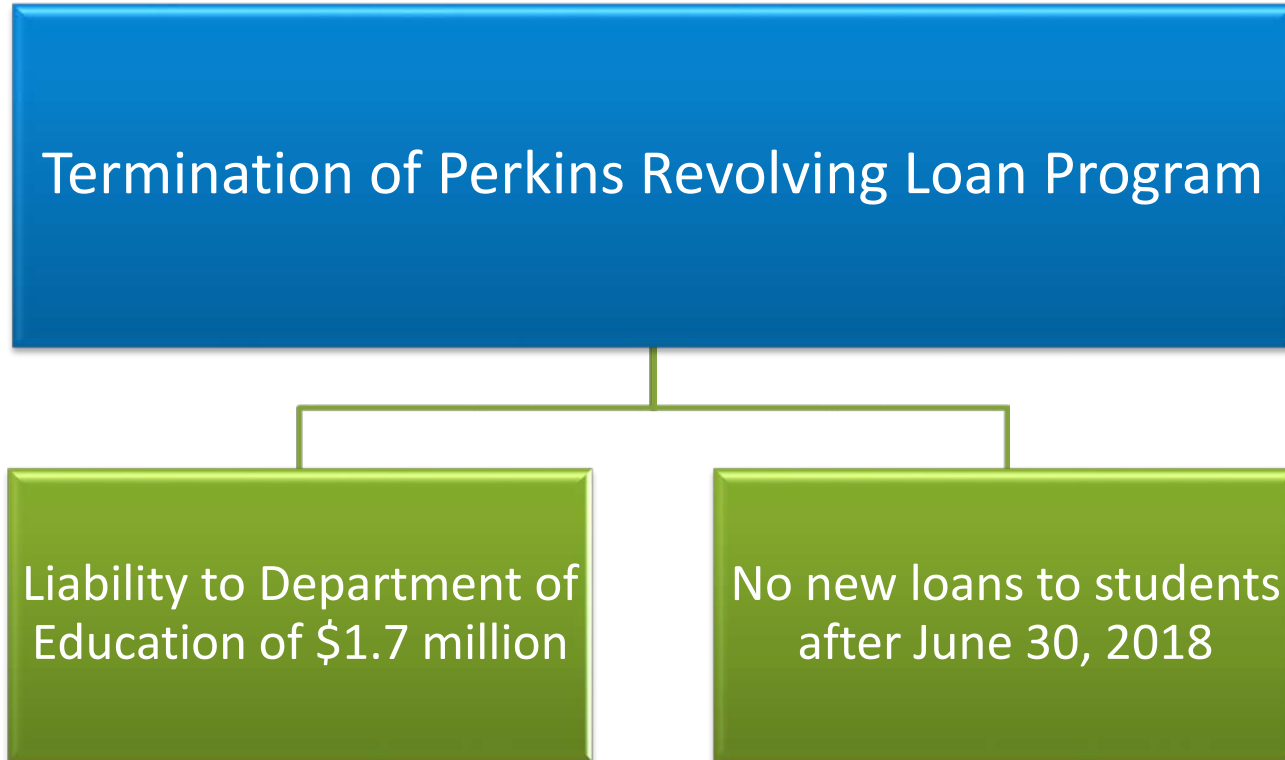 Termination of Perkins Revolving Loan Program
Liability to Department of
Education of $1.7 million
No new loans to students
after June 30, 2018